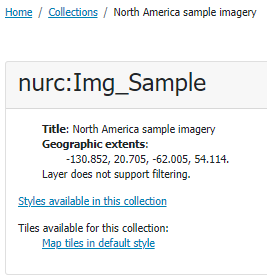 Home / Collections / North America sample imagery
nurc:Img_Sample
Title: North America sample imagery
Geographic extents:
-130.852, 20.705, -62.005, 54.114.
Layer does not support filtering.
Styles available in this collection
Tiles available for this collection:
Map tiles in default style